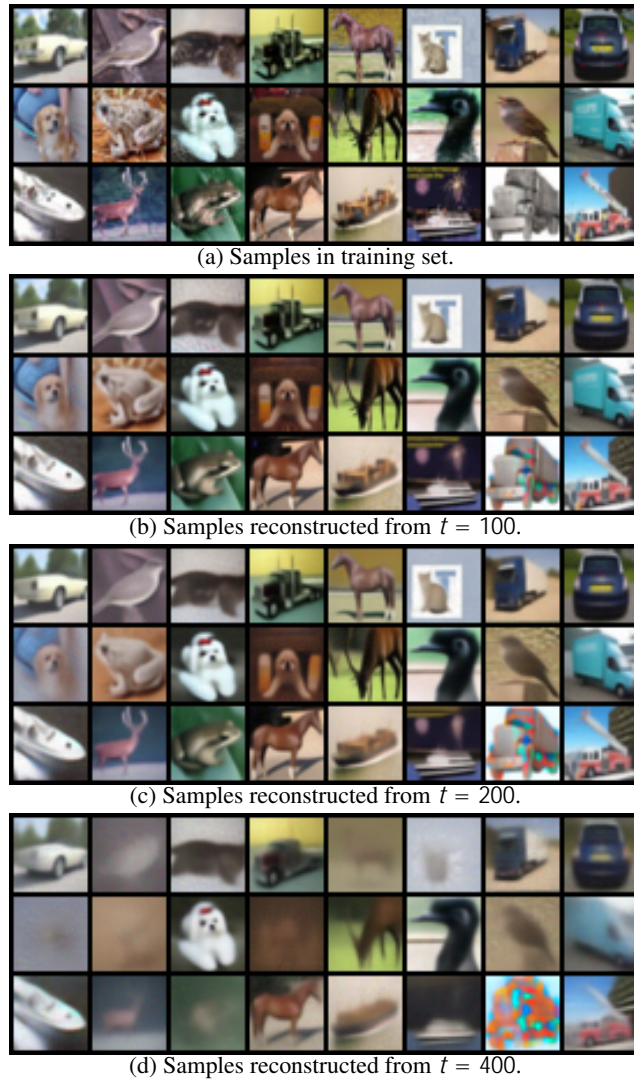 T
(a) Samples in training set.
T
(b) Samples reconstructed from t = 100.
T
(c) Samples reconstructed from t = 200.
(d) Samples reconstructed from t = 400.